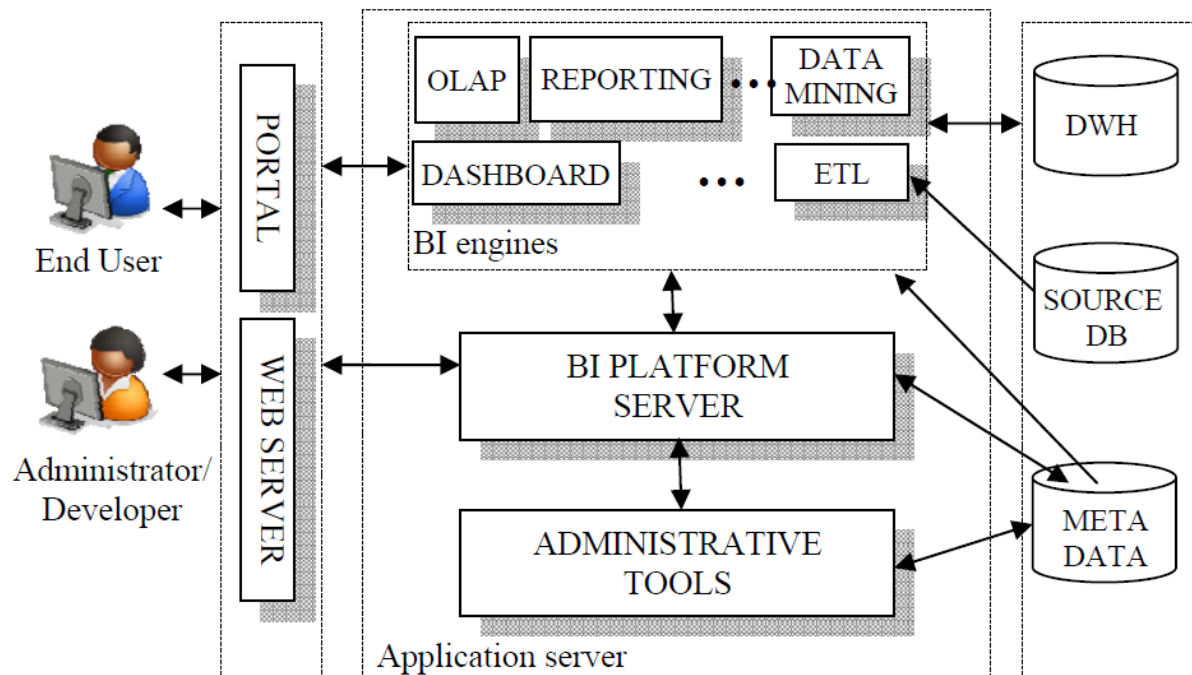 OLAP
REPORTING
DATA
MINING
DASHBOARD
ETL
BI engines
PORTAL
WEB SERVER
End User
Administrator/
Developer
BI PLATFORM
SERVER
ADMINISTRATIVE
TOOLS
Application server
DWH
SOURCE
DB
META
DATA